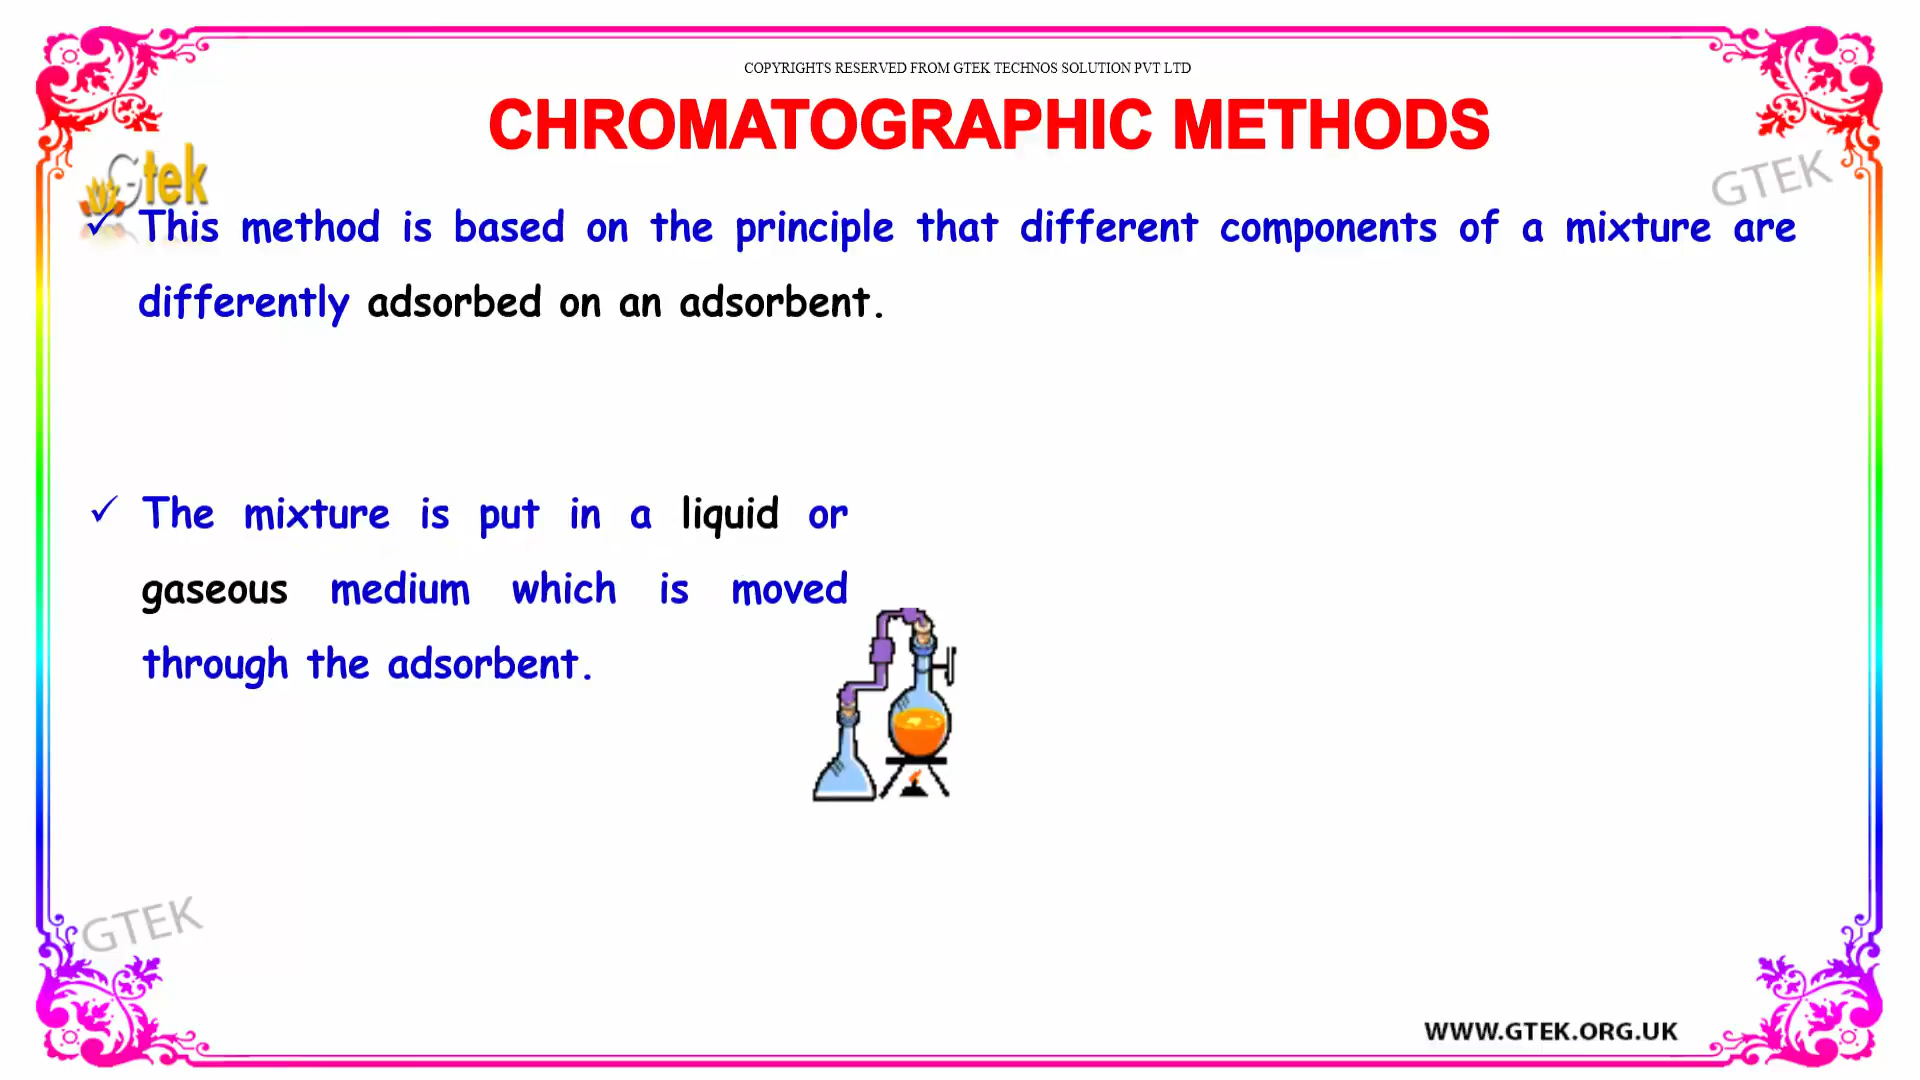 COPYRIGHTS RESERVED FROM GTEK TECHNOS SOLUTION PVT LTD
CHROMATOGRAPHIC METHODS
Gtek
GTEK
✓ This method is based on the principle that different components of a mixture are
differently adsorbed on an adsorbent.
✓ The mixture is put in a liquid or
gaseous medium which is moved
through the adsorbent.
GTEK
WWW.GTEK.ORG.UK